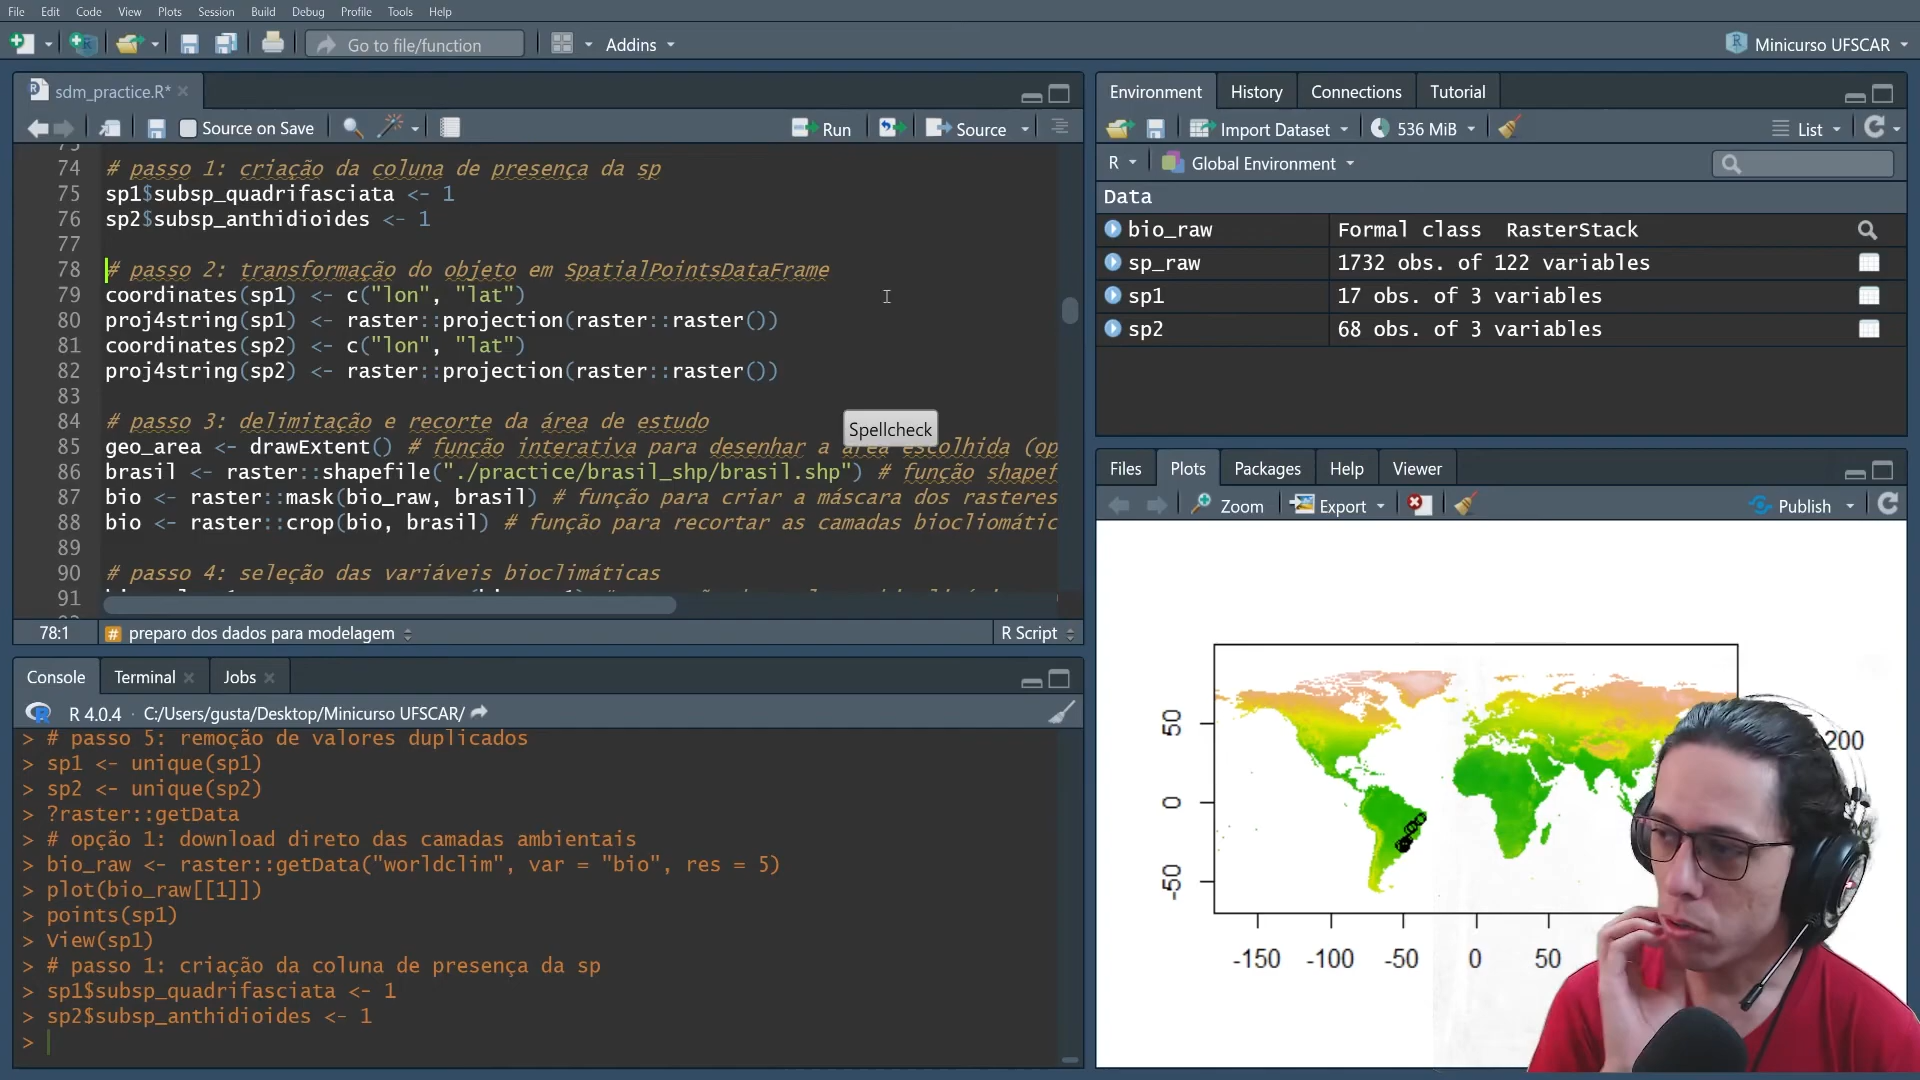 File Edit Code View Plots Session Build Debug Profile Tools Help
Go to file/function
Addins
Minicurso UFSCAR
sdm_practice.R*
Source on Save
Run
Source
74 # passo 1: criação da coluna de presença da sp
75 sp1$subsp_quadrifasciata <- 1
76 sp2$subsp_anthidioides <- 1
77
78 # passo 2: transformação do objeto em SpatialPointsDataFrame
79 coordinates(sp1) <- c("lon", "lat")
80 proj4string(sp1) <- raster::projection(raster::raster())
81 coordinates(sp2) <- c("lon", "lat")
82 proj4string(sp2) <- raster::projection(raster::raster())
83
84 # passo 3: delimitação e recorte da área de estudo
Spellcheck
85 geo_area <- drawExtent() # função interativa para desenhar a área escolhida (op
86 brasil <- raster::shapefile("./practice/brasil_shp/brasil.shp") # função shapef
87 bio <- raster::mask(bio_raw, brasil) # função para criar a máscara dos rasteres
88 bio <- raster::crop(bio, brasil) # função para recortar as camadas biocliomátic
89
90 # passo 4: seleção das variáveis bioclimáticas
91
78:1 # preparo dos dados para modelagem R Script
Console Terminal Jobs
R 4.0.4 · C:/Users/gusta/Desktop/Minicurso UFSCAR/
> # passo 5: remoção de valores duplicados
> sp1 <- unique(sp1)
> sp2 <- unique(sp2)
> ?raster::getData
> # opção 1: download direto das camadas ambientais
> bio_raw <- raster::getData("worldclim", var = "bio", res = 5)
> plot(bio_raw[[1]])
> points(sp1)
> View(sp1)
> # passo 1: criação da coluna de presença da sp
> sp1$subsp_quadrifasciata <- 1
> sp2$subsp_anthidioides <- 1
>
Environment History Connections Tutorial
Import Dataset 536 MiB List
R Global Environment
Data
bio_raw Formal class RasterStack
sp_raw 1732 obs. of 122 variables
sp1 17 obs. of 3 variables
sp2 68 obs. of 3 variables
Files Plots Packages Help Viewer
Zoom Export Publish
50
0
-50
-150 -100 -50 0 50
200